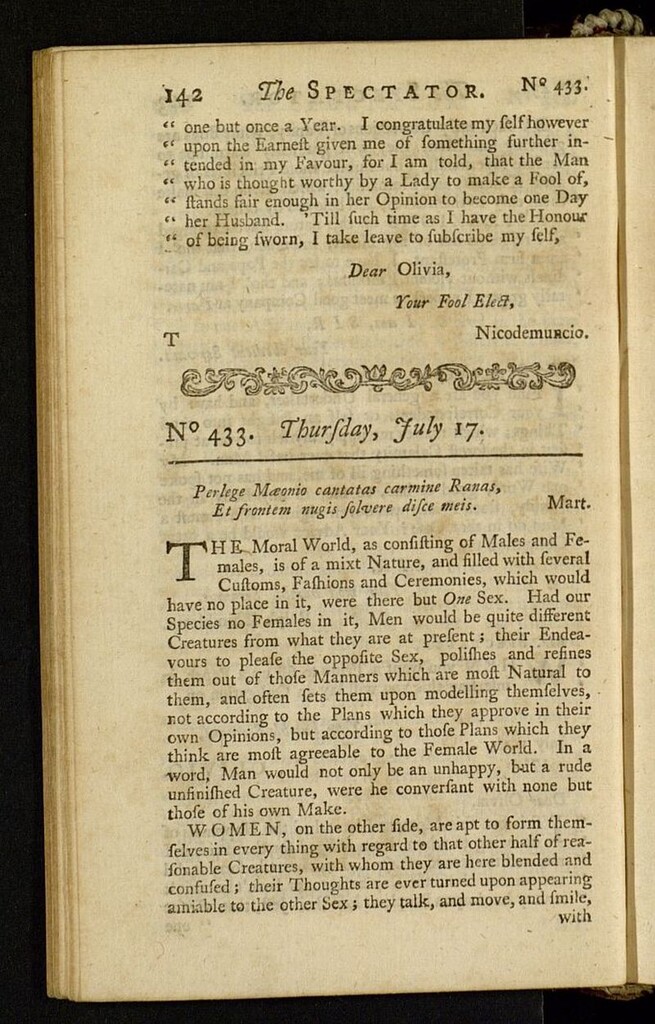 142 The SPECTATOR. Nº 433.
“ one but once a Year. I congratulate my ſelf however
“ upon the Earneſt given me of ſomething further in-
“ tended in my Favour, for I am told, that the Man
“ who is thought worthy by a Lady to make a Fool of,
“ ſtands fair enough in her Opinion to become one Day
“ her Husband. 'Till ſuch time as I have the Honour
“ of being ſworn, I take leave to ſubſcribe my ſelf,
Dear Olivia,
Your Fool Elect,
T Nicodemuncio.
Nº 433. Thurſday, July 17.
Perlege Mæonio cantatas carmine Ranas,
Et frontem nugis ſolvere diſce meis. Mart.
THE Moral World, as conſiſting of Males and Fe-
males, is of a mixt Nature, and filled with ſeveral
Cuſtoms, Faſhions and Ceremonies, which would
have no place in it, were there but One Sex. Had our
Species no Females in it, Men would be quite different
Creatures from what they are at preſent; their Endea-
vours to pleaſe the oppoſite Sex, poliſhes and refines
them out of thoſe Manners which are moſt Natural to
them, and often ſets them upon modelling themſelves,
not according to the Plans which they approve in their
own Opinions, but according to thoſe Plans which they
think are moſt agreeable to the Female World. In a
word, Man would not only be an unhappy, but a rude
unfiniſhed Creature, were he converſant with none but
thoſe of his own Make.
WOMEN, on the other ſide, are apt to form them-
ſelves in every thing with regard to that other half of rea-
ſonable Creatures, with whom they are here blended and
confuſed; their Thoughts are ever turned upon appearing
amiable to the other Sex; they talk, and move, and ſmile,
with